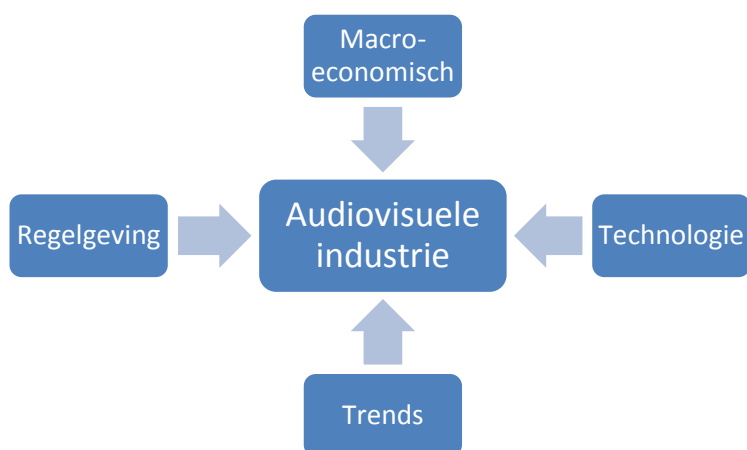 Macro-
economisch
Regelgeving
Audiovisuele
industrie
Technologie
Trends